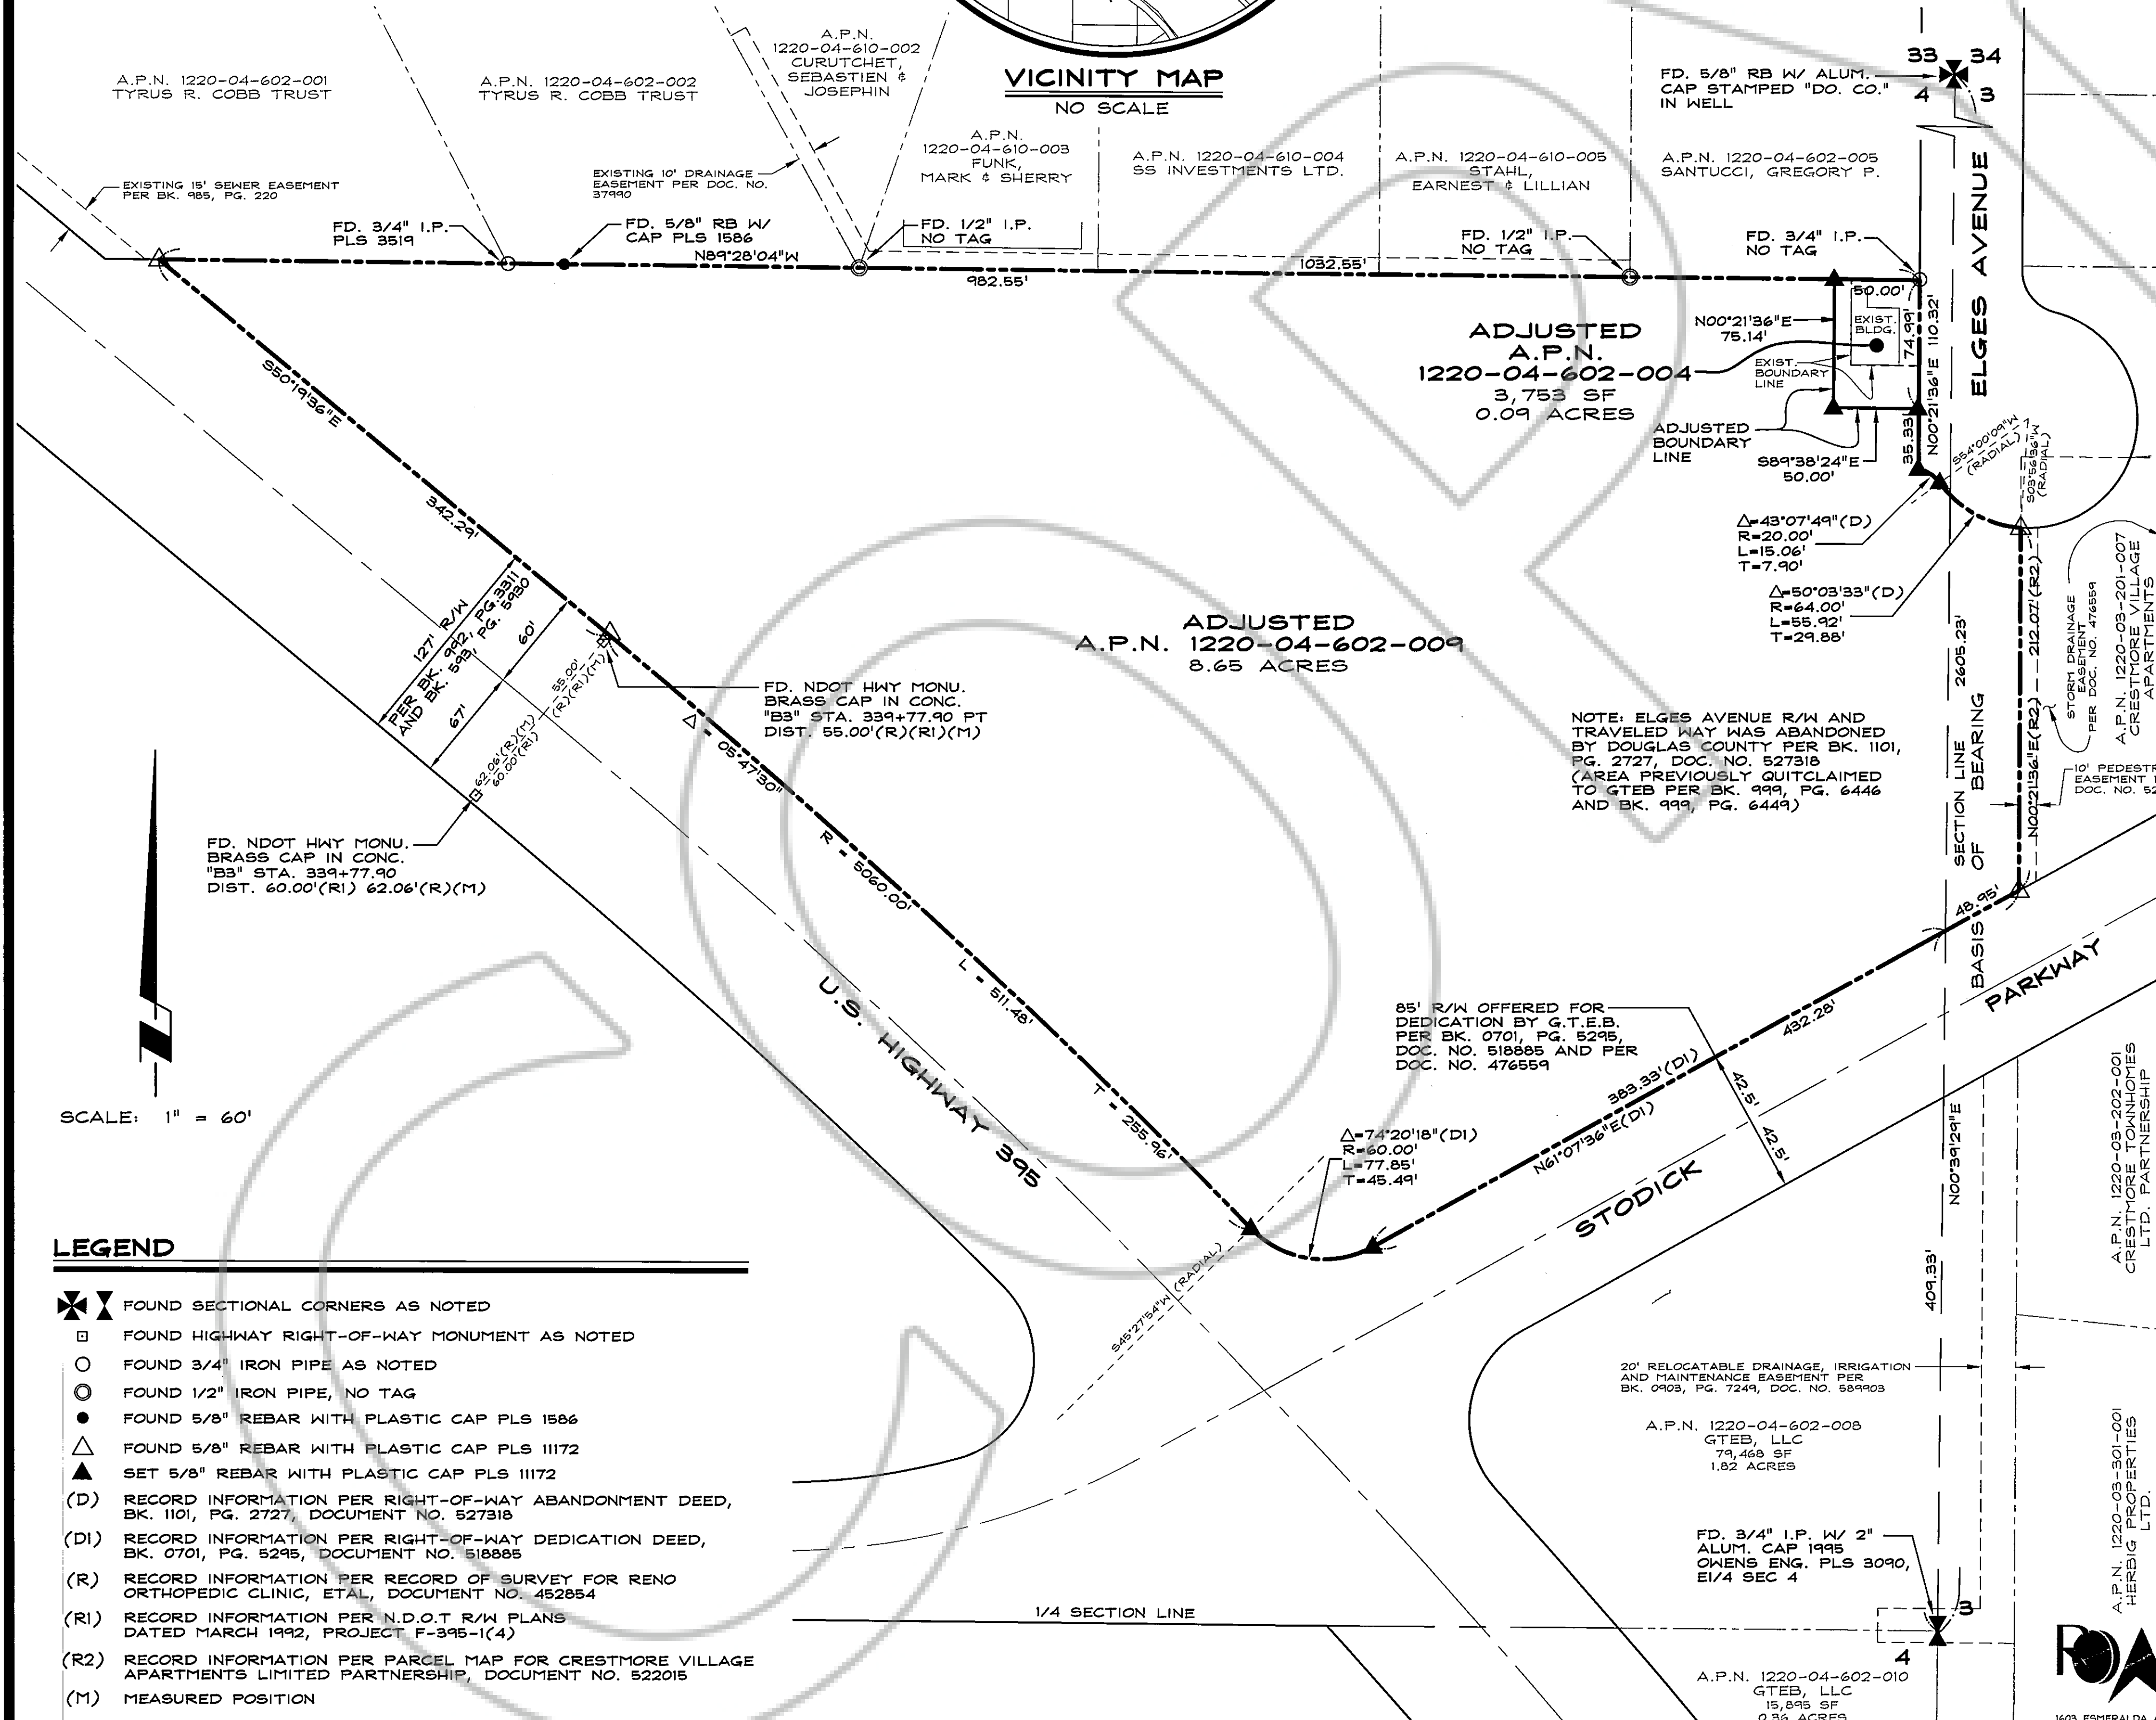 A.P.N. 1220-04-602-001
TYRUS R. COBB TRUST
A.P.N. 1220-04-602-002
TYRUS R. COBB TRUST
A.P.N.
1220-04-610-002
CURUTCHET,
SEBASTIEN &
JOSEPHIN
VICINITY MAP
NO SCALE
A.P.N.
1220-04-610-003
FUNK,
MARK & SHERRY
A.P.N. 1220-04-610-004
SS INVESTMENTS LTD.
A.P.N. 1220-04-610-005
STAHL,
EARNEST & LILLIAN
A.P.N. 1220-04-602-005
SANTUCCI, GREGORY P.
FD. 5/8" RB W/ ALUM.
CAP STAMPED "DO. CO."
IN WELL
33 34
4 3
EXISTING 15' SEWER EASEMENT
PER BK. 985, PG. 220
EXISTING 10' DRAINAGE
EASEMENT PER DOC. NO.
37990
FD. 3/4" I.P.
PLS 3519
FD. 5/8" RB W/
CAP PLS 1586
FD. 1/2" I.P.
NO TAG
FD. 1/2" I.P.
NO TAG
FD. 3/4" I.P.
NO TAG
N89°28'04"W
982.55'
1032.55'
50.00'
EXIST.
BLDG.
74.99'
N00°21'36"E 110.32'
35.33'
ELGES AVENUE
N00°21'36"E
75.14'
EXIST.
BOUNDARY
LINE
ADJUSTED
A.P.N.
1220-04-602-004
3,753 SF
0.09 ACRES
ADJUSTED
BOUNDARY
LINE
S89°38'24"E
50.00'
S54°00'09"W
(RADIAL)
S03°56'36"W
(RADIAL)
Δ=43°07'49"(D)
R=20.00'
L=15.06'
T=7.90'
Δ=50°03'33"(D)
R=64.00'
L=55.92'
T=29.88'
S50°19'36"E
342.29'
127' R/W
PER BK. 992, PG.3311
AND BK. 593, PG. 5930
60'
67'
55.00'
(R)(R1)(M)
62.06'(R)(M)
60.00'(R1)
FD. NDOT HWY MONU.
BRASS CAP IN CONC.
"B3" STA. 339+77.90 PT
DIST. 55.00'(R)(R1)(M)
FD. NDOT HWY MONU.
BRASS CAP IN CONC.
"B3" STA. 339+77.90
DIST. 60.00'(R1) 62.06'(R)(M)
ADJUSTED
A.P.N. 1220-04-602-009
8.65 ACRES
Δ = 05°47'30"
R = 5060.00'
L = 511.48'
T = 255.96'
NOTE: ELGES AVENUE R/W AND
TRAVELED WAY WAS ABANDONED
BY DOUGLAS COUNTY PER BK. 1101,
PG. 2727, DOC. NO. 527318
(AREA PREVIOUSLY QUITCLAIMED
TO GTEB PER BK. 999, PG. 6446
AND BK. 999, PG. 6449)
SECTION LINE 2605.23'
BASIS OF BEARING
N00°21'36"E(R2) 212.07'(R2)
STORM DRAINAGE
EASEMENT
PER DOC. NO. 476559
A.P.N. 1220-03-201-007
CRESTMORE VILLAGE
APARTMENTS
10' PEDESTR
EASEMENT
DOC. NO. 52
48.95'
PARKWAY
432.28'
383.33'(D1)
N61°07'36"E(D1)
42.5'
42.5'
STODICK
85' R/W OFFERED FOR
DEDICATION BY G.T.E.B.
PER BK. 0701, PG. 5295,
DOC. NO. 518885 AND PER
DOC. NO. 476559
Δ=74°20'18"(D1)
R=60.00'
L=77.85'
T=45.49'
U.S. HIGHWAY 395
S45°27'54"W (RADIAL)
N00°39'29"E
409.33'
A.P.N. 1220-03-202-001
CRESTMORE TOWNHOMES
LTD. PARTNERSHIP
SCALE: 1" = 60'
LEGEND
FOUND SECTIONAL CORNERS AS NOTED
FOUND HIGHWAY RIGHT-OF-WAY MONUMENT AS NOTED
FOUND 3/4" IRON PIPE AS NOTED
FOUND 1/2" IRON PIPE, NO TAG
FOUND 5/8" REBAR WITH PLASTIC CAP PLS 1586
FOUND 5/8" REBAR WITH PLASTIC CAP PLS 11172
SET 5/8" REBAR WITH PLASTIC CAP PLS 11172
(D) RECORD INFORMATION PER RIGHT-OF-WAY ABANDONMENT DEED,
BK. 1101, PG. 2727, DOCUMENT NO. 527318
(D1) RECORD INFORMATION PER RIGHT-OF-WAY DEDICATION DEED,
BK. 0701, PG. 5295, DOCUMENT NO. 518885
(R) RECORD INFORMATION PER RECORD OF SURVEY FOR RENO
ORTHOPEDIC CLINIC, ETAL, DOCUMENT NO. 452854
(R1) RECORD INFORMATION PER N.D.O.T R/W PLANS
DATED MARCH 1992, PROJECT F-395-1(4)
(R2) RECORD INFORMATION PER PARCEL MAP FOR CRESTMORE VILLAGE
APARTMENTS LIMITED PARTNERSHIP, DOCUMENT NO. 522015
(M) MEASURED POSITION
20' RELOCATABLE DRAINAGE, IRRIGATION
AND MAINTENANCE EASEMENT PER
BK. 0903, PG. 7249, DOC. NO. 589903
A.P.N. 1220-04-602-008
GTEB, LLC
79,468 SF
1.82 ACRES
A.P.N. 1220-03-301-001
HERBIG PROPERTIES
LTD.
FD. 3/4" I.P. W/ 2"
ALUM. CAP 1995
OWENS ENG. PLS 3090,
E1/4 SEC 4
1/4 SECTION LINE
3
4
A.P.N. 1220-04-602-010
GTEB, LLC
15,895 SF
0.36 ACRES
1603 ESMERALDA